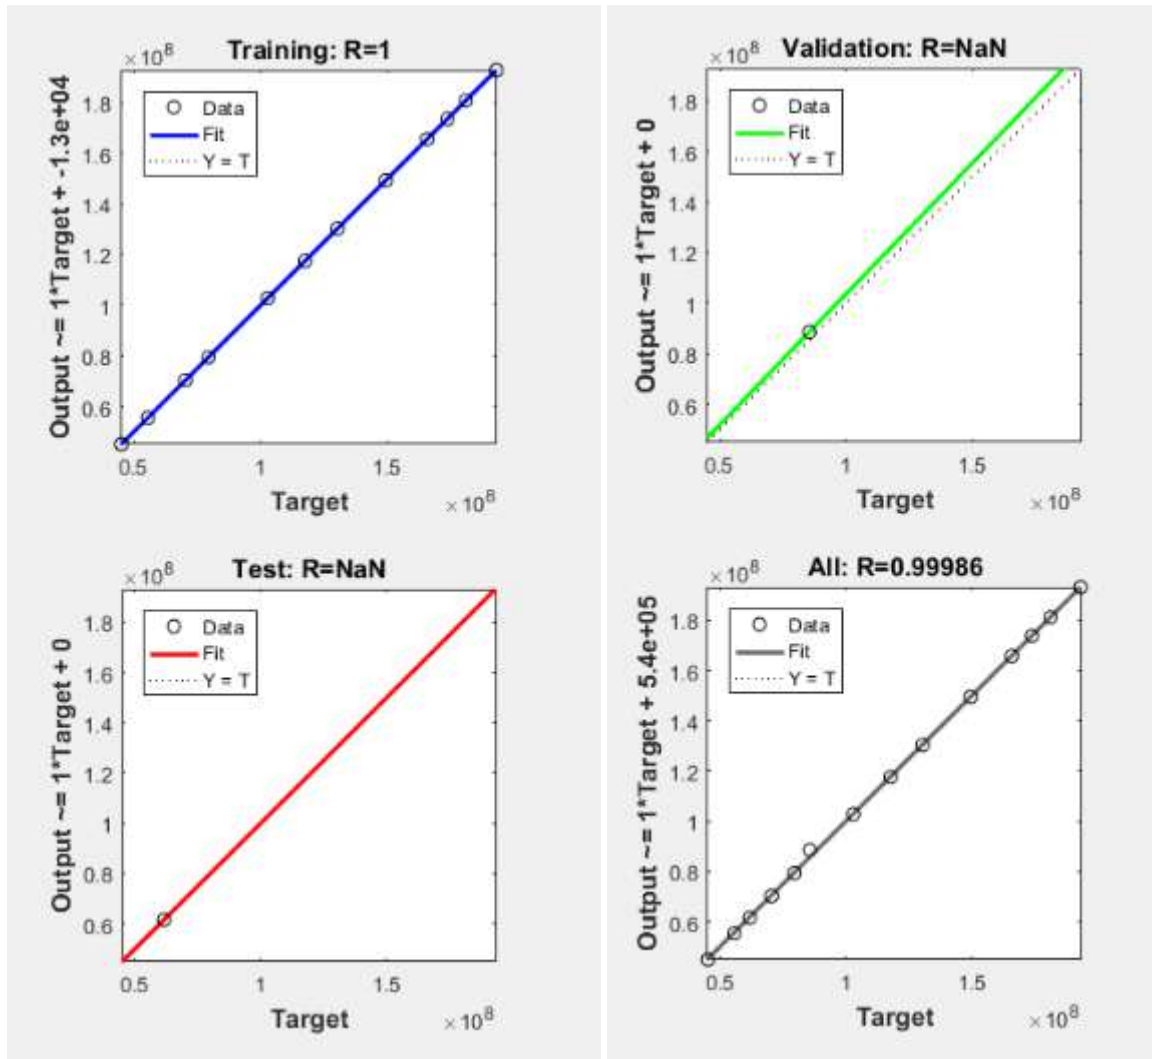 Training: R=1
×10^8
Output ~= 1*Target + -1.3e+04
Data
Fit
Y = T
1.8
1.6
1.4
1.2
1
0.8
0.6
0.5
1
1.5
Target
×10^8
Validation: R=NaN
×10^8
Output ~= 1*Target + 0
Data
Fit
Y = T
1.8
1.6
1.4
1.2
1
0.8
0.6
0.5
1
1.5
Target
×10^8
Test: R=NaN
×10^8
Output ~= 1*Target + 0
Data
Fit
Y = T
1.8
1.6
1.4
1.2
1
0.8
0.6
0.5
1
1.5
Target
×10^8
All: R=0.99986
×10^8
Output ~= 1*Target + 5.4e+05
Data
Fit
Y = T
1.8
1.6
1.4
1.2
1
0.8
0.6
0.5
1
1.5
Target
×10^8